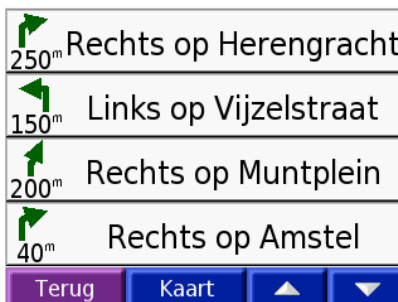 250m Rechts op Herengracht
150m Links op Vijzelstraat
200m Rechts op Muntplein
40m Rechts op Amstel
Terug Kaart